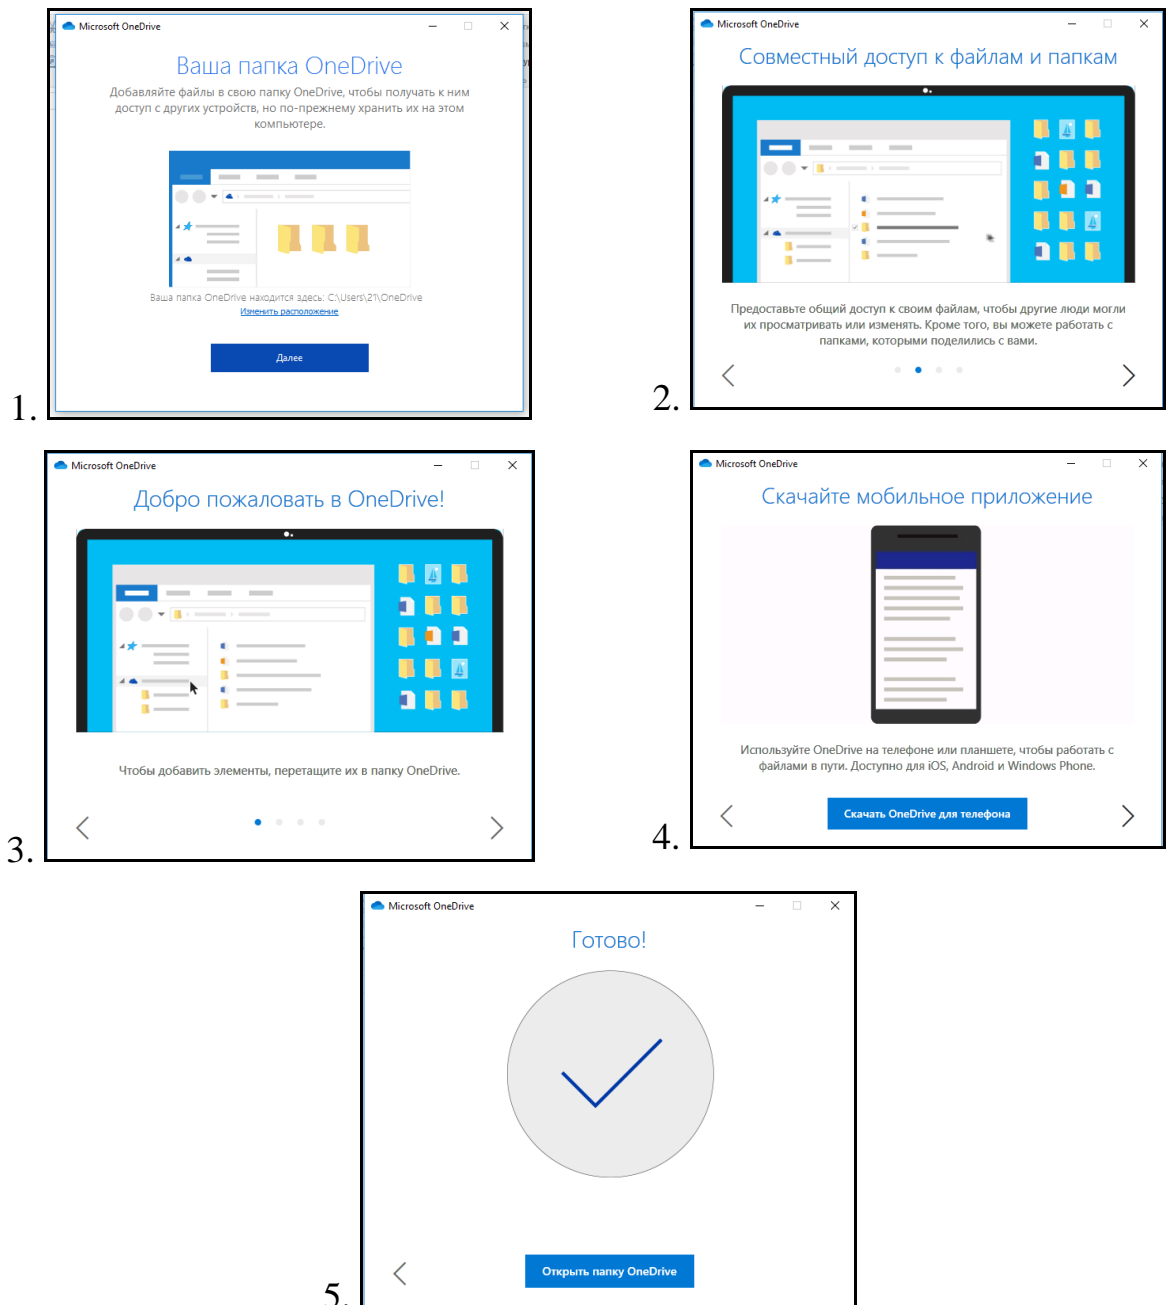 Microsoft OneDrive
Ваша папка OneDrive
Добавляйте файлы в свою папку OneDrive, чтобы получать к ним
доступ с других устройств, но по-прежнему хранить их на этом
компьютере.
Ваша папка OneDrive находится здесь: C:\Users\21\OneDrive
Изменить расположение
Далее
1.
Microsoft OneDrive
Совместный доступ к файлам и папкам
Предоставьте общий доступ к своим файлам, чтобы другие люди могли
их просматривать или изменять. Кроме того, вы можете работать с
папками, которыми поделились с вами.
2.
Microsoft OneDrive
Добро пожаловать в OneDrive!
Чтобы добавить элементы, перетащите их в папку OneDrive.
3.
Microsoft OneDrive
Скачайте мобильное приложение
Используйте OneDrive на телефоне или планшете, чтобы работать с
файлами в пути. Доступно для iOS, Android и Windows Phone.
Скачать OneDrive для телефона
4.
Microsoft OneDrive
Готово!
Открыть папку OneDrive
5.